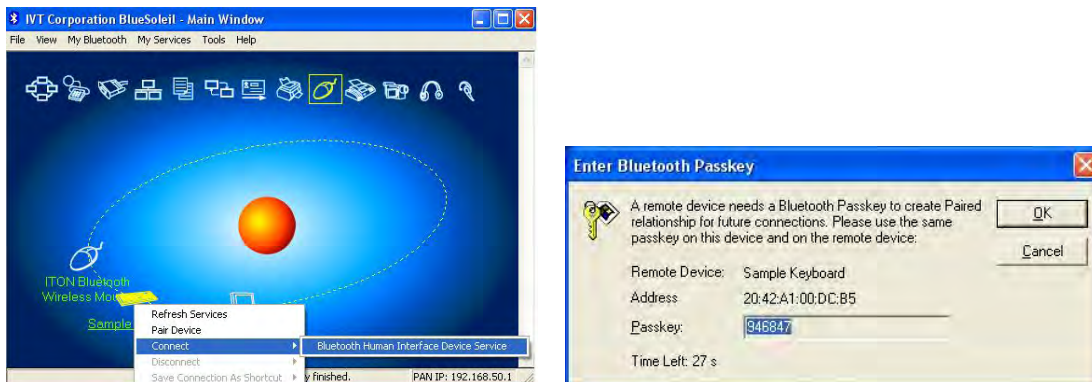 IVT Corporation BlueSoleil - Main Window
File View My Bluetooth My Services Tools Help
ITON Bluetooth
Wireless Mou
Sample
Refresh Services
Pair Device
Connect
Bluetooth Human Interface Device Service
Disconnect
Save Connection As Shortcut
y finished.
PAN IP: 192.168.50.1
Enter Bluetooth Passkey
A remote device needs a Bluetooth Passkey to create Paired
relationship for future connections. Please use the same
passkey on this device and on the remote device:
OK
Cancel
Remote Device: Sample Keyboard
Address 20:42:A1:00:DC:B5
Passkey: 946847
Time Left: 27 s